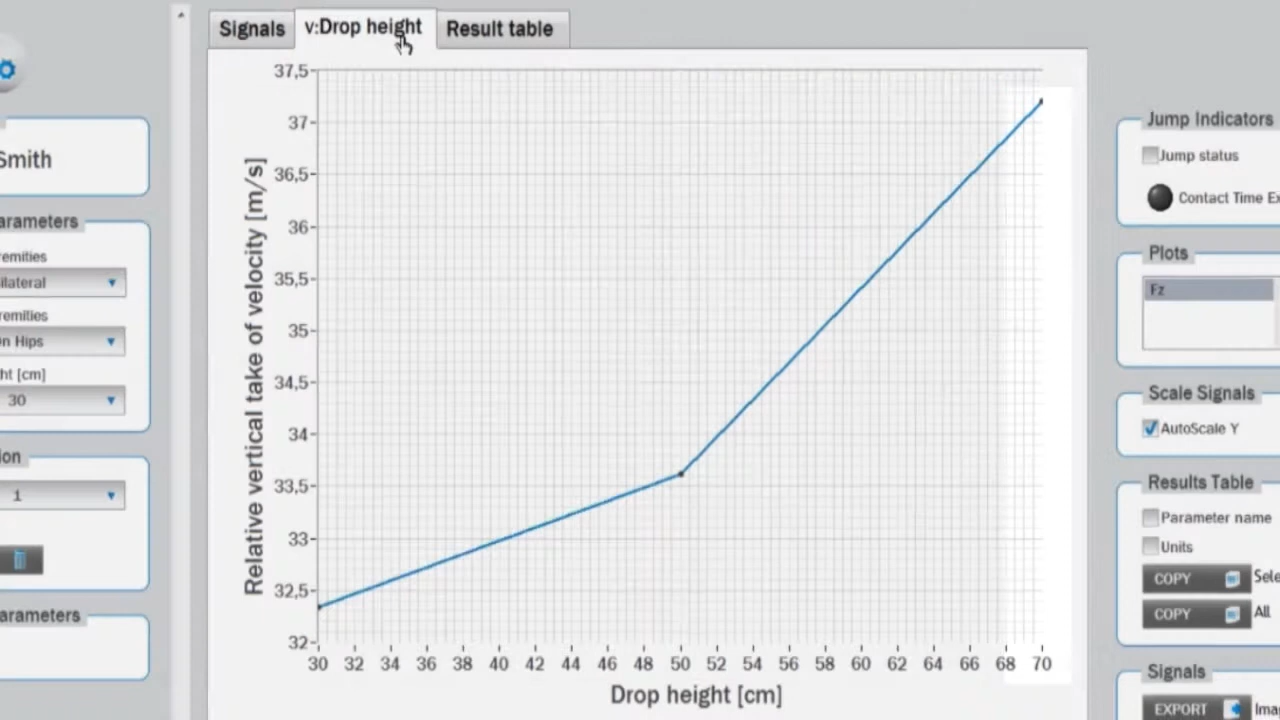 Signals
v:Drop height
Result table
Smith
arameters
remities
ilateral
remities
n Hips
ht [cm]
30
ion
1
arameters
Relative vertical take of velocity [m/s]
37,5
37
36,5
36
35,5
35
34,5
34
33,5
33
32,5
32
30 32 34 36 38 40 42 44 46 48 50 52 54 56 58 60 62 64 66 68 70
Drop height [cm]
Jump Indicators
Jump status
Contact Time Ex
Plots
Fz
Scale Signals
AutoScale Y
Results Table
Parameter name
Units
COPY Sele
COPY All
Signals
EXPORT Ima